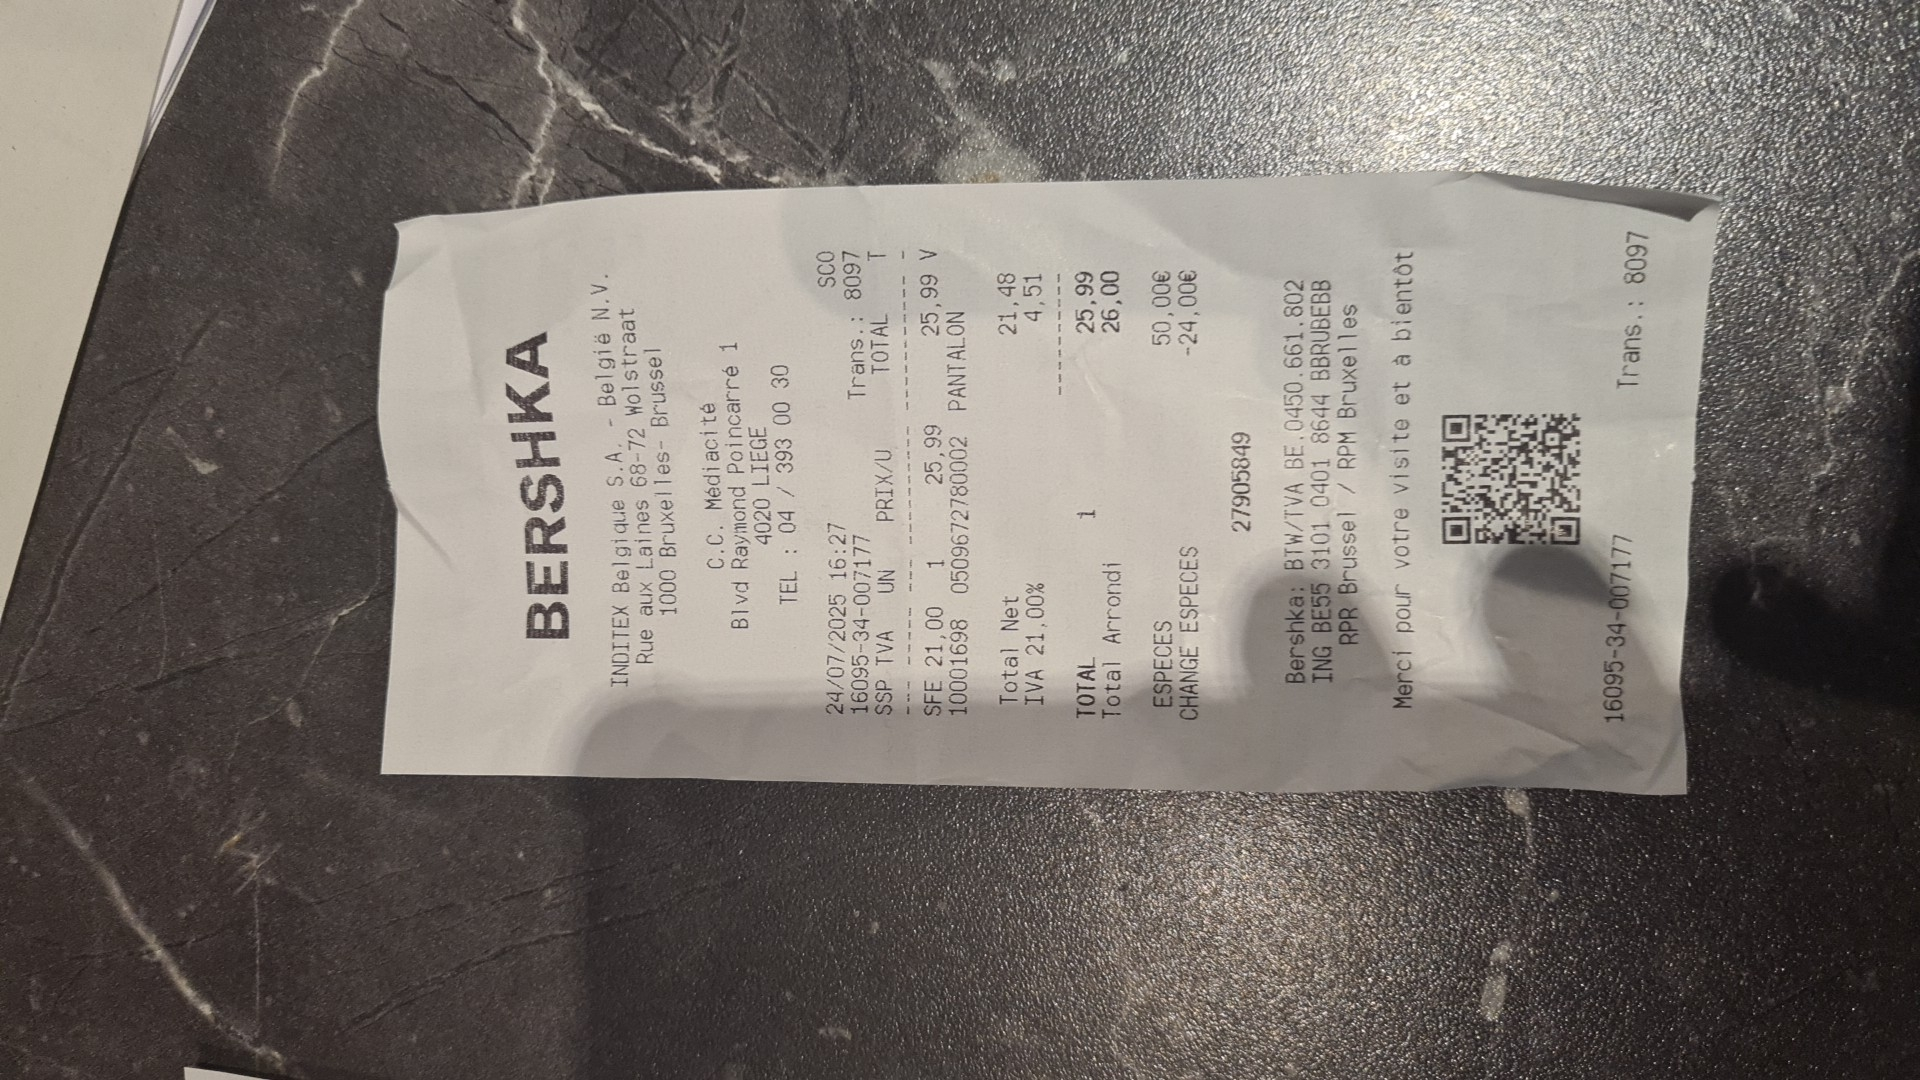 BERSHKA
INDITEX Belgique S.A. - België N.V.
Rue aux Laines 68-72 Wolstraat
1000 Bruxelles- Brussel
C.C. Médiacité
Blvd Raymond Poincarré 1
4020 LIEGE
TEL : 04 / 393 00 30
SCO
24/07/2025 16:27
16095-34-007177 Trans.: 8097
SSP TVA UN PRIX/U TOTAL T
SFE 21,00 1 25,99 25,99 V
10001698 05096727780002 PANTALON
Total Net 21,48
IVA 21,00% 4,51
TOTAL 1 25,99
Total Arrondi 26,00
ESPECES 50,00€
CHANGE ESPECES -24,00€
27905849
Bershka: BTW/TVA BE.0450.661.802
ING BE55 3101 0401 8644 BBRUBEBB
RPR Brussel / RPM Bruxelles
Merci pour votre visite et à bientôt
16095-34-007177 Trans.: 8097